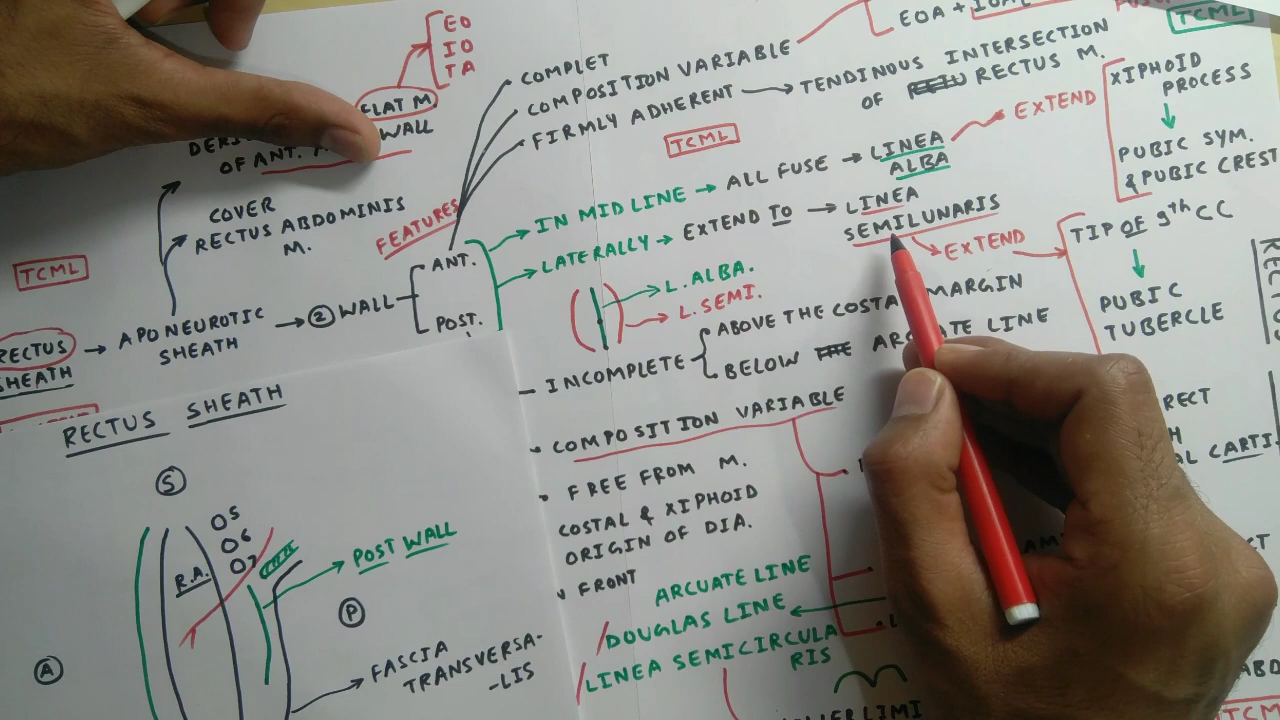 EO
IO
TA
FLAT M
WALL
OF ANT.
COVER
RECTUS ABDOMINIS
M.
TCML
RECTUS
SHEATH
APONEUROTIC
SHEATH
② WALL
ANT.
POST.
FEATURES
COMPLET
COMPOSITION VARIABLE
EOA +
FIRMLY ADHERENT
TENDINOUS INTERSECTION
OF RECTUS M.
TCML
TCML
IN MID LINE
ALL FUSE
LINEA
ALBA
EXTEND
XIPHOID
PROCESS
PUBIC SYM.
& PUBIC CREST
LATERALLY
EXTEND TO
LINEA
SEMILUNARIS
EXTEND
TIP OF 9th CC
PUBIC
TUBERCLE
L. ALBA.
L. SEMI.
INCOMPLETE
ABOVE THE COSTA MARGIN
BELOW ARCUATE LINE
COMPOSITION VARIABLE
FREE FROM M.
COSTAL & XIPHOID
ORIGIN OF DIA.
FRONT
ARCUATE LINE
/DOUGLAS LINE
/LINEA SEMICIRCULA
RIS
RECTUS SHEATH
S
O5
O6
O7
R.A.
POST WALL
P
A
FASCIA
TRANSVERSA-
-LIS